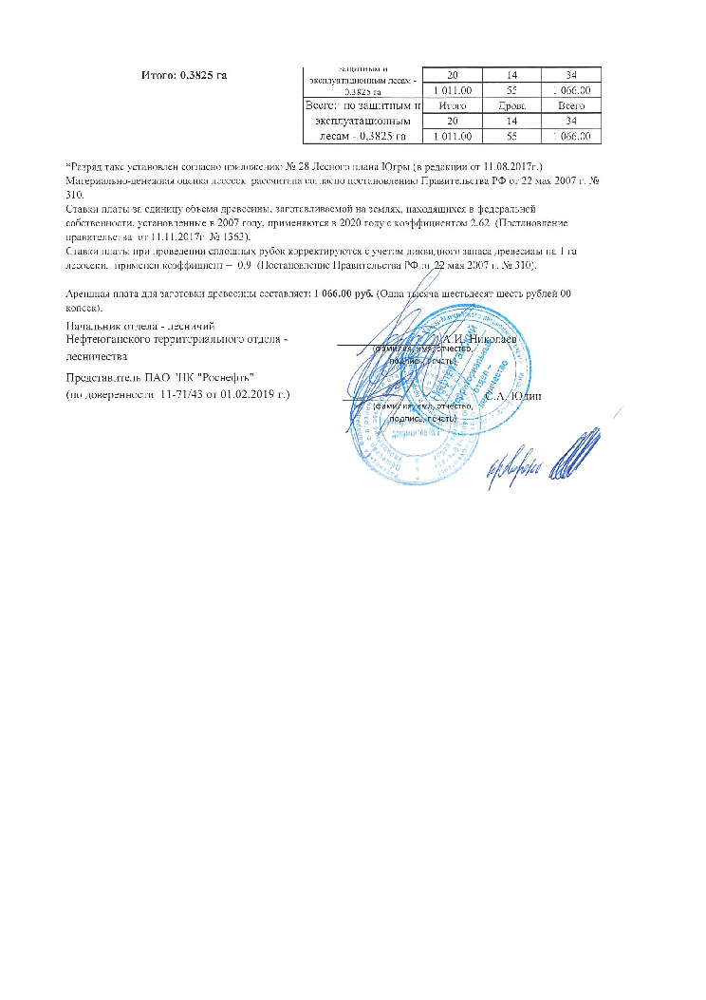 Итого: 0,3825 га
защитным и
эксплуатационным лесам -
0.3825 га
20 14 34
1 011.00 55 1 066.00
Всего: по защитным и
эксплуатационным
лесам - 0,3825 га
Итого Дрова Всего
20 14 34
1 011.00 55 1 066.00
*Разряд такс установлен согласно приложению № 28 Лесного плана Югры (в редакции от 11.08.2017г.)
Материально-денежная оценка лесосек рассчитана согласно постановлению Правительства РФ от 22 мая 2007 г. №
310.
Ставки платы за единицу объема древесины, заготавливаемой на землях, находящихся в федеральной
собственности, установленные в 2007 году, применяются в 2020 году с коэффициентом 2,62 (Постановление
правительства от 11.11.2017г № 1363).
Ставки платы при проведении сплошных рубок корректируются с учетом ликвидного запаса древесины на 1 га
лесосеки, применен коэффициент – 0.9 (Постановление Правительства РФ от 22 мая 2007 г. № 310).
Арендная плата для заготовки древесины составляет: 1 066.00 руб. (Одна тысяча шестьдесят шесть рублей 00
копеек).
Начальник отдела - лесничий
Нефтеюганского территориального отдела -
лесничества
А.И. Николаев
(фамилия, имя, отчество,
подпись, печать)
Представитель ПАО "НК "Роснефть"
(по доверенности 11-71/43 от 01.02.2019 г.)
С.А. Юдин
(фамилия, имя, отчество,
подпись, печать)
территориальный
отдел –
лесничество
документов №